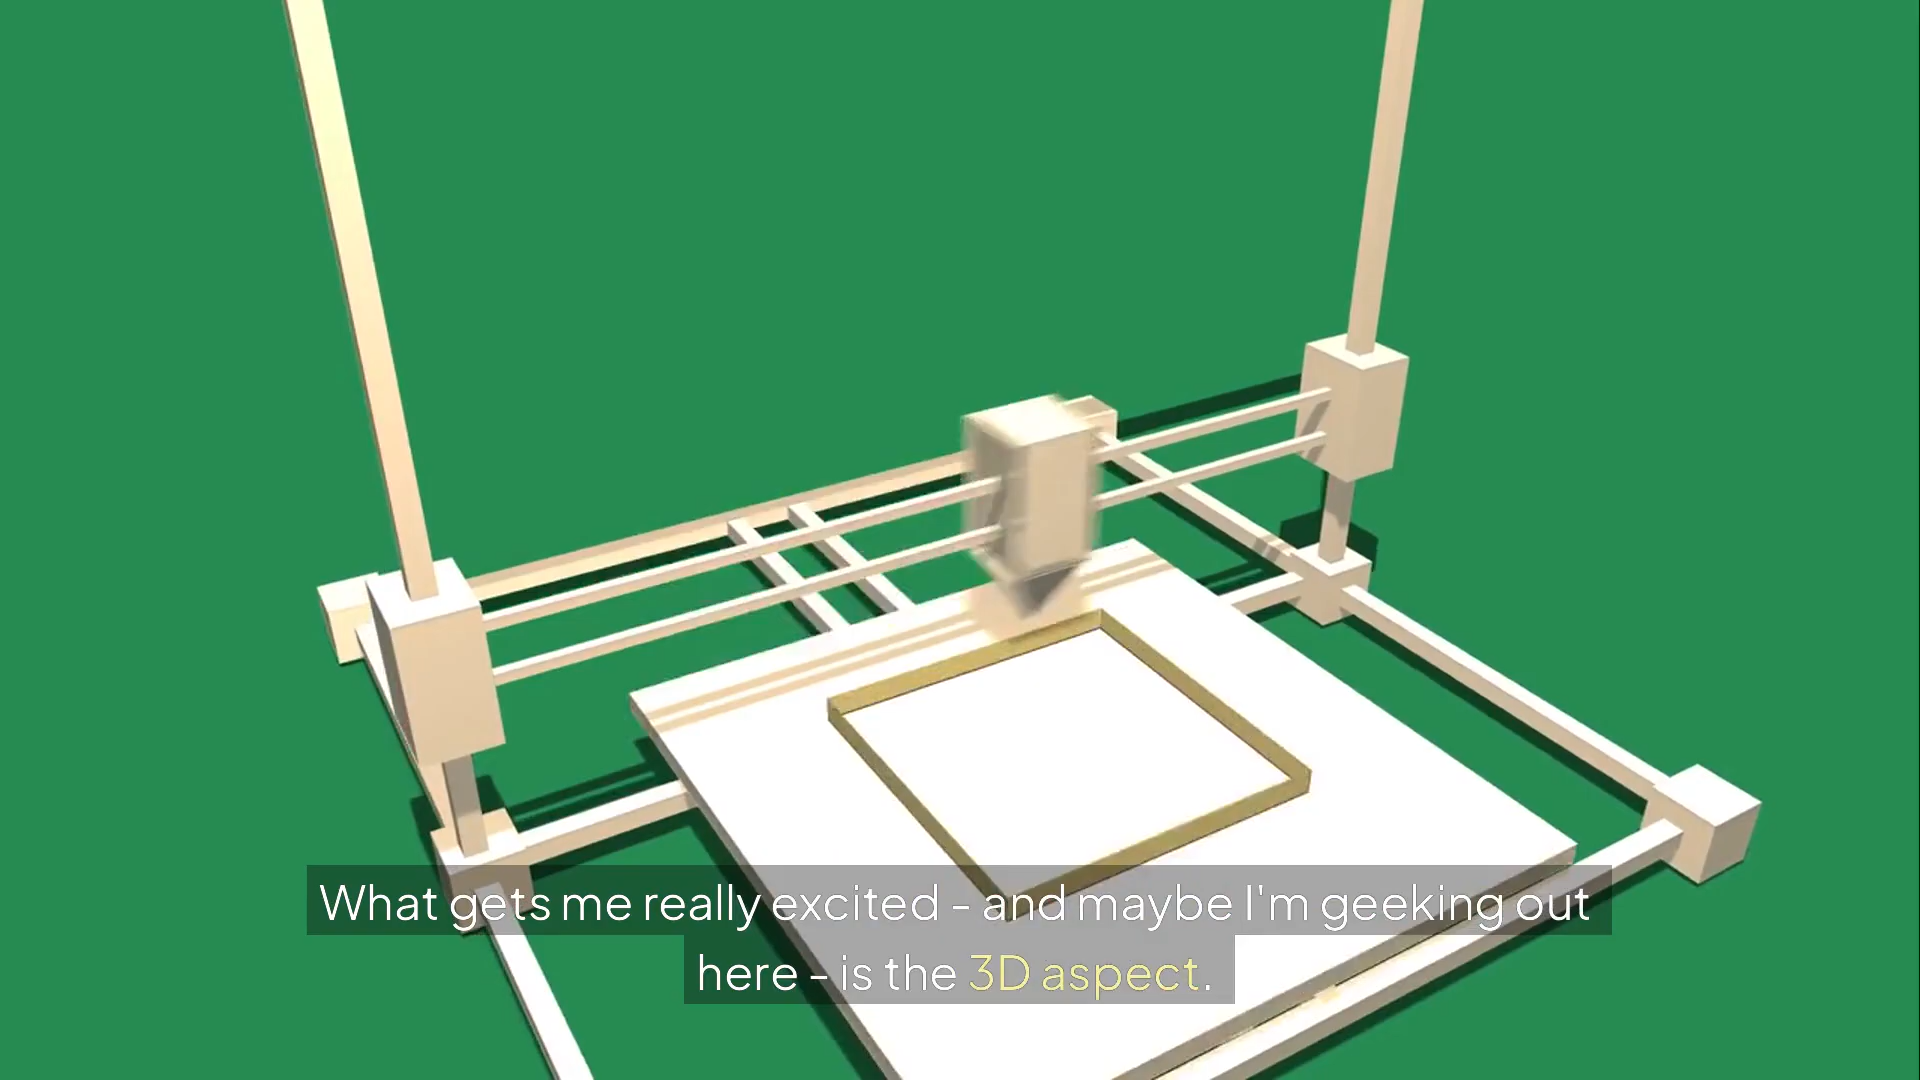 What gets me really excited - and maybe I'm geeking out
here - is the 3D aspect.